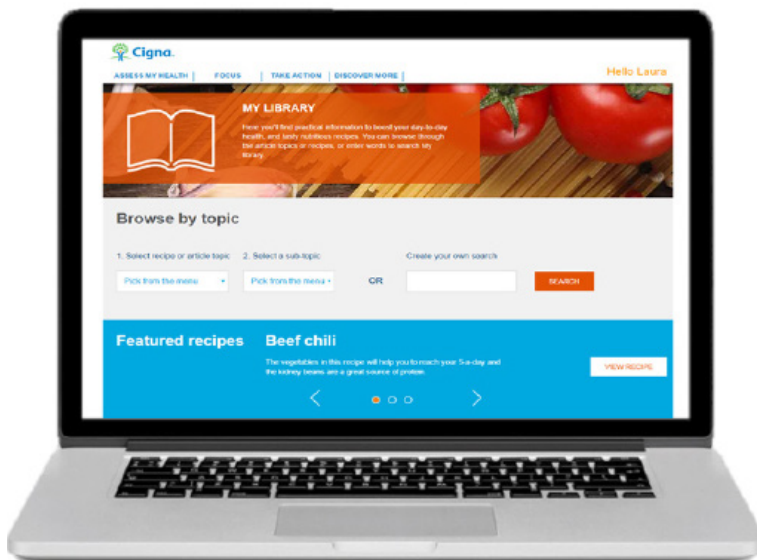 Cigna.
ASSESS MY HEALTH | FOCUS | TAKE ACTION | DISCOVER MORE |
Hello Laura
MY LIBRARY
Here you'll find practical information to boost your day-to-day
health, and tasty nutritious recipes. You can browse through
the article topics or recipes, or enter words to search My
library.
Browse by topic
1. Select recipe or article topic
2. Select a sub-topic
Create your own search
Pick from the menu
Pick from the menu
OR
SEARCH
Featured recipes
Beef chili
The vegetables in this recipe will help you to reach your 5-a-day and
the kidney beans are a great source of protein.
VIEW RECIPE